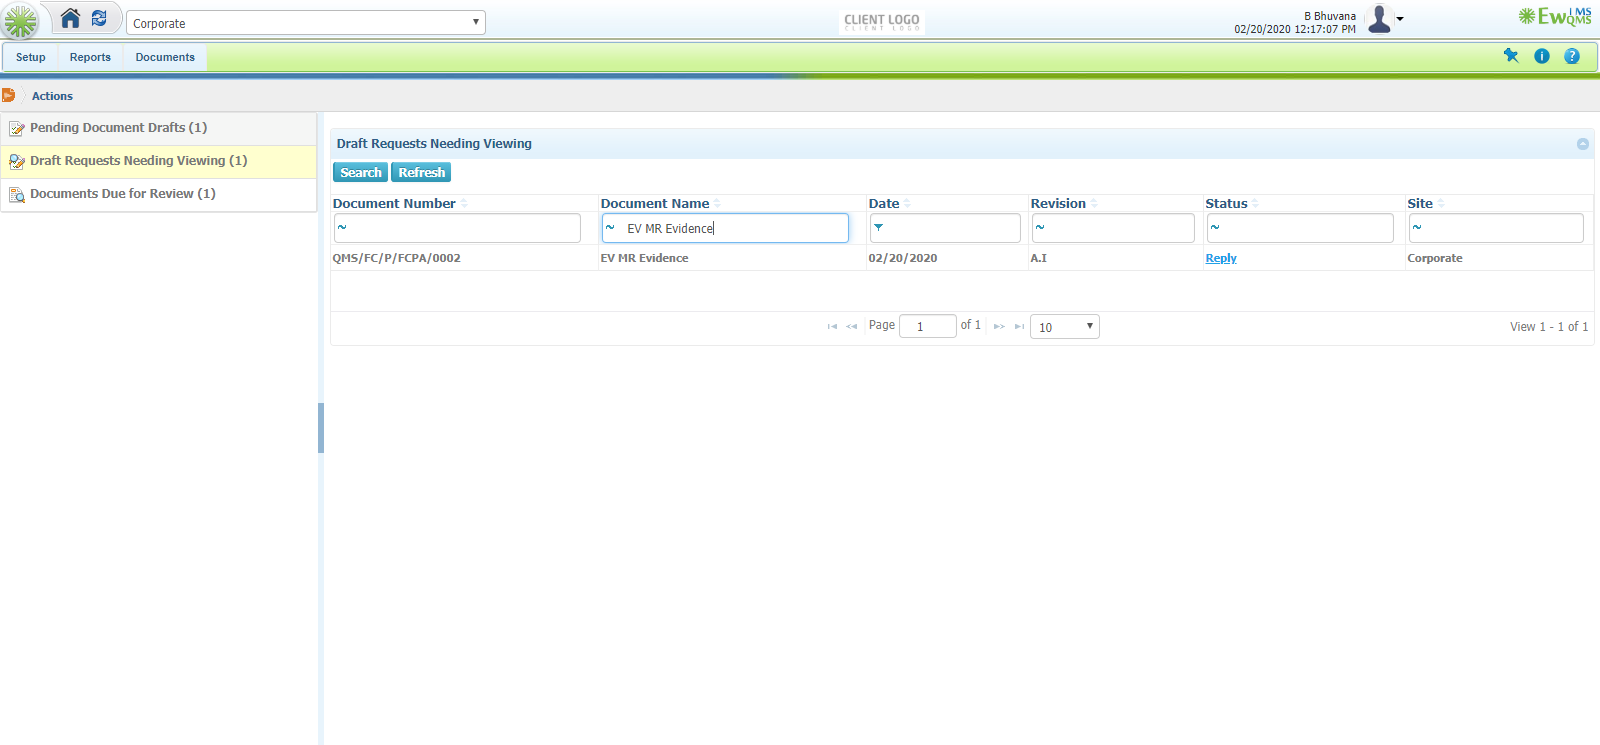 Corporate
CLIENT LOGO
CLIENT LOGO
B Bhuvana
02/20/2020 12:17:07 PM
EwQMS
IMS
Setup Reports Documents
Actions
Pending Document Drafts (1)
Draft Requests Needing Viewing (1)
Documents Due for Review (1)
Draft Requests Needing Viewing
Search Refresh
Document Number Document Name Date Revision Status Site
~ ~ EV MR Evidence ~ ~ ~
QMS/FC/P/FCPA/0002 EV MR Evidence 02/20/2020 A.I Reply Corporate
Page 1 of 1 10 View 1 - 1 of 1